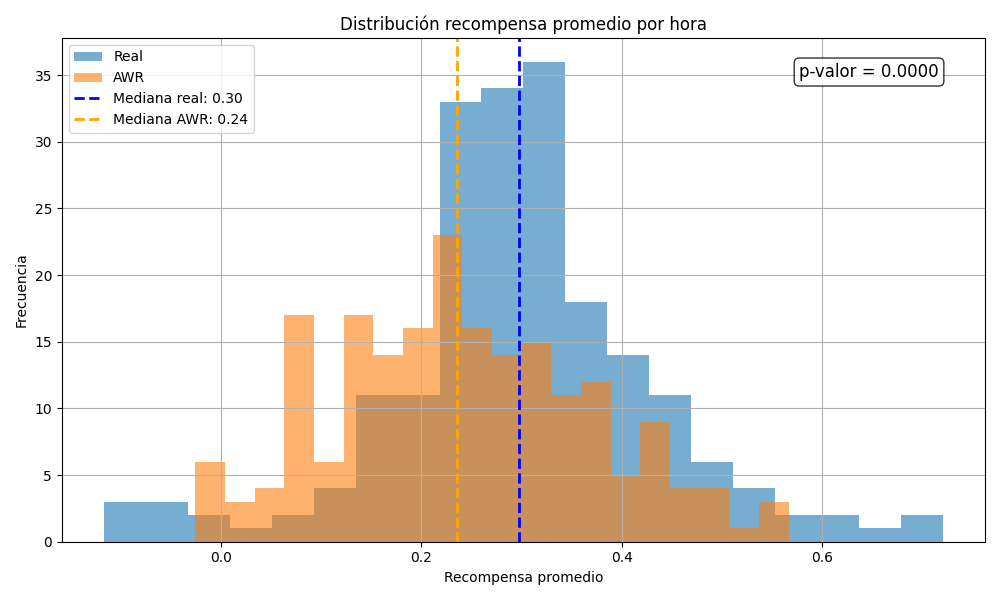 Distribución recompensa promedio por hora
Real
AWR
Mediana real: 0.30
Mediana AWR: 0.24
p-valor = 0.0000
Frecuencia
35
30
25
20
15
10
5
0
0.0 0.2 0.4 0.6
Recompensa promedio